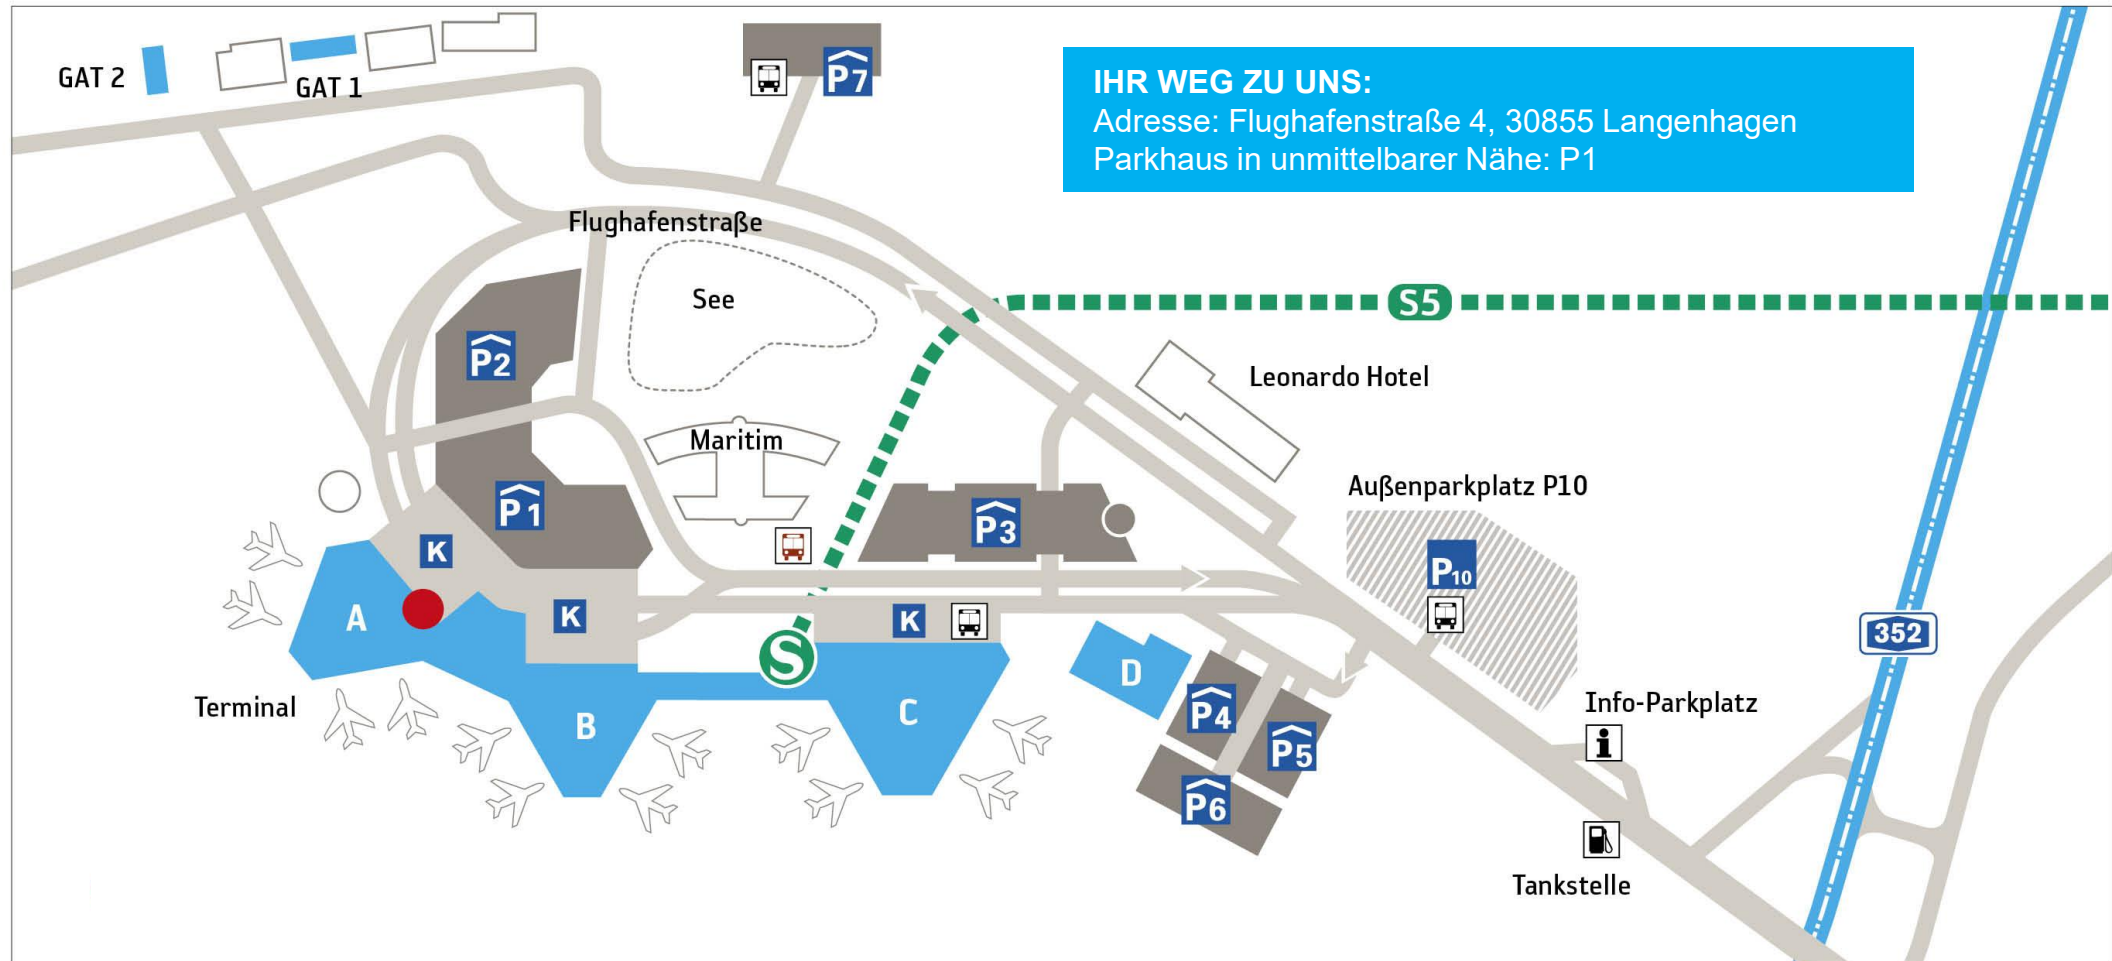 GAT 2
GAT 1
P7
IHR WEG ZU UNS:
Adresse: Flughafenstraße 4, 30855 Langenhagen
Parkhaus in unmittelbarer Nähe: P1
Flughafenstraße
See
S5
P2
Leonardo Hotel
Maritim
Außenparkplatz P10
P1
P3
K
P10
A
K
K
352
S
D
Terminal
B
C
P4
Info-Parkplatz
i
P5
P6
Tankstelle